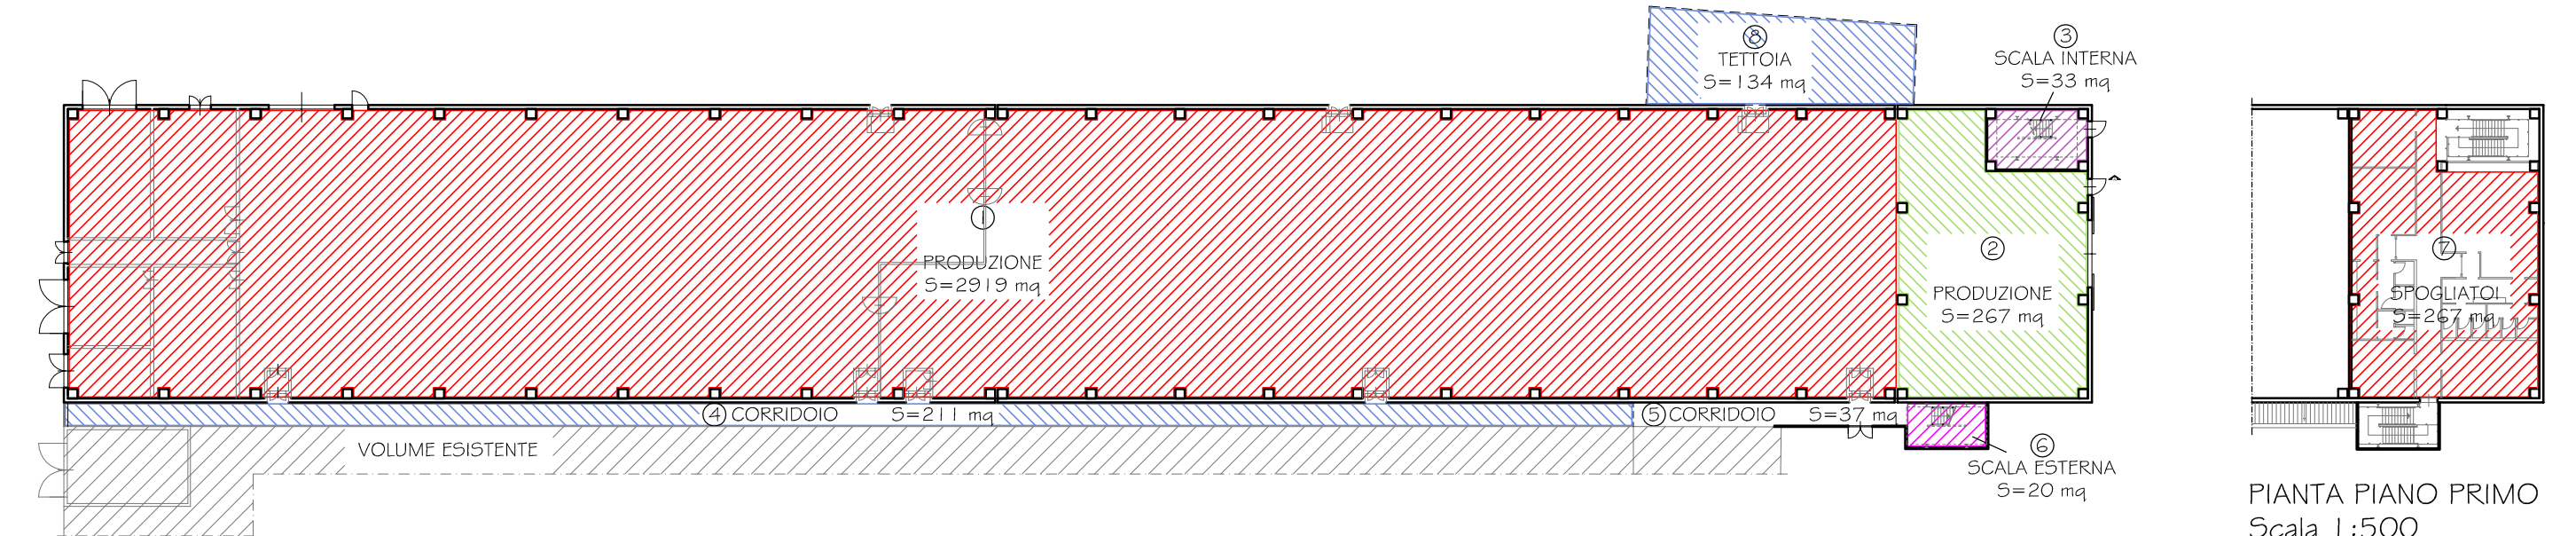 8
TETTOIA
S=134 mq
3
SCALA INTERNA
S=33 mq
1
PRODUZIONE
S=2919 mq
2
PRODUZIONE
S=267 mq
7
SPOGLIATOI
S=267 mq
4 CORRIDOIO S=211 mq
5 CORRIDOIO S=37 mq
VOLUME ESISTENTE
6
SCALA ESTERNA
S=20 mq
PIANTA PIANO PRIMO
Scala 1:500